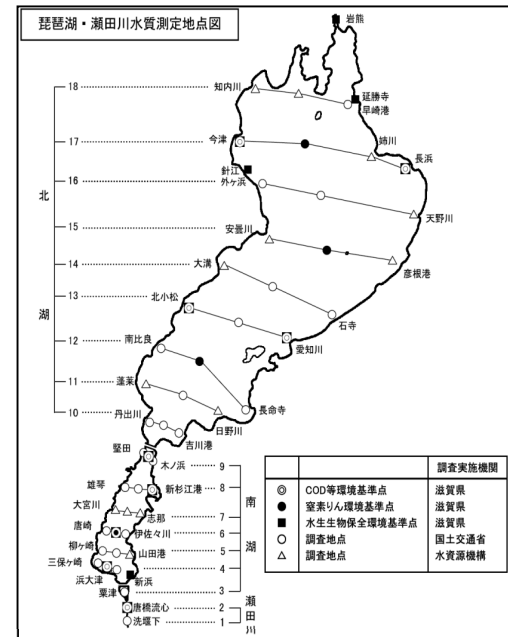 琵琶湖・瀬田川水質測定地点図
岩熊
18
知内川
延勝寺
早崎港
17
今津
姉川
長浜
針江
16
外ヶ浜
天野川
北
15
安曇川
14
大溝
彦根港
13
北小松
石寺
湖
12
南比良
愛知川
11
蓬莱
10
丹出川
日野川
長命寺
吉川港
堅田
木ノ浜
9
雄琴
新杉江港
8
南
大宮川
志那
7
唐崎
伊佐々川
6
湖
柳ヶ崎
山田港
5
三保ヶ崎
4
浜大津
新浜
粟津
3
瀬田川
唐橋流心
2
洗堰下
1
調査実施機関
◎ COD等環境基準点 滋賀県
● 窒素りん環境基準点 滋賀県
■ 水生生物保全環境基準点 滋賀県
○ 調査地点 国土交通省
△ 調査地点 水資源機構